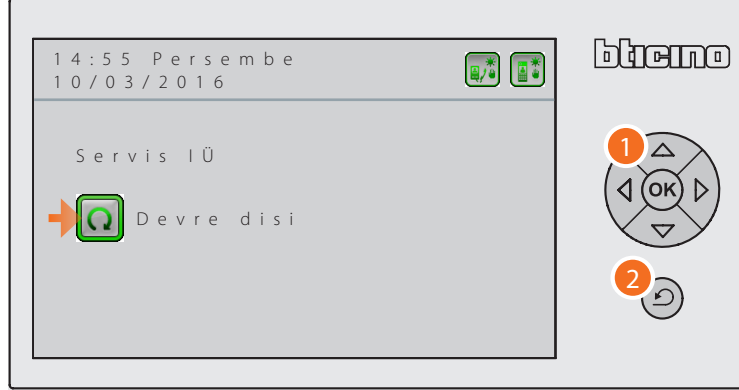 14:55 Persembe
10/03/2016
bticino
Servis IÜ
Devre disi
1
OK
2